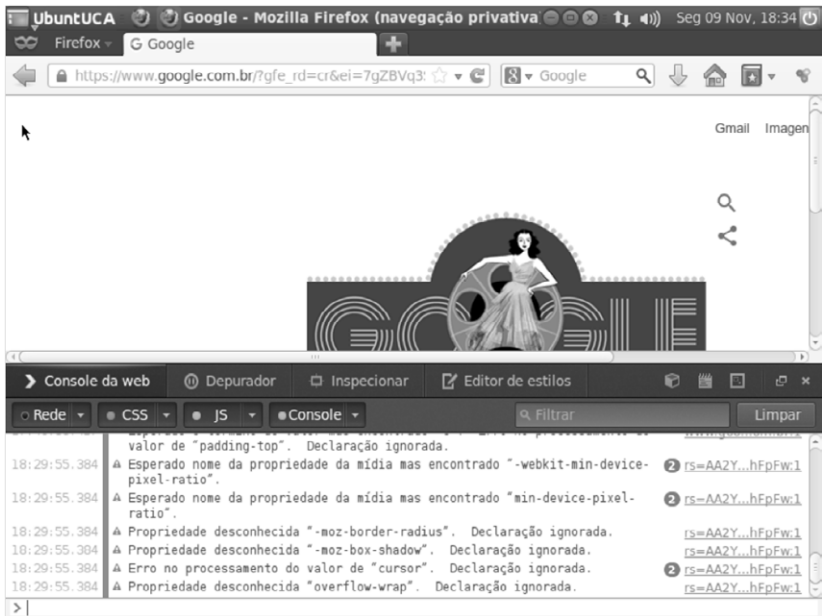 UbuntUCA Google - Mozilla Firefox (navegação privativa Seg 09 Nov, 18:34
Firefox G Google
https://www.google.com.br/?gfe_rd=cr&ei=7gZBVq3 8 Google
Gmail Imagen
GOOGLE
Console da web Depurador Inspecionar Editor de estilos
Rede CSS JS Console Filtrar Limpar
valor de "padding-top". Declaração ignorada.
18:29:55.384 Esperado nome da propriedade da mídia mas encontrado "-webkit-min-device- 2 rs=AA2Y...hFpFw:1
pixel-ratio".
18:29:55.384 Esperado nome da propriedade da mídia mas encontrado "min-device-pixel- 2 rs=AA2Y...hFpFw:1
ratio".
18:29:55.384 Propriedade desconhecida "-moz-border-radius". Declaração ignorada. rs=AA2Y...hFpFw:1
18:29:55.384 Propriedade desconhecida "-moz-box-shadow". Declaração ignorada. rs=AA2Y...hFpFw:1
18:29:55.384 Erro no processamento do valor de "cursor". Declaração ignorada. 2 rs=AA2Y...hFpFw:1
18:29:55.384 Propriedade desconhecida "overflow-wrap". Declaração ignorada. rs=AA2Y...hFpFw:1
>